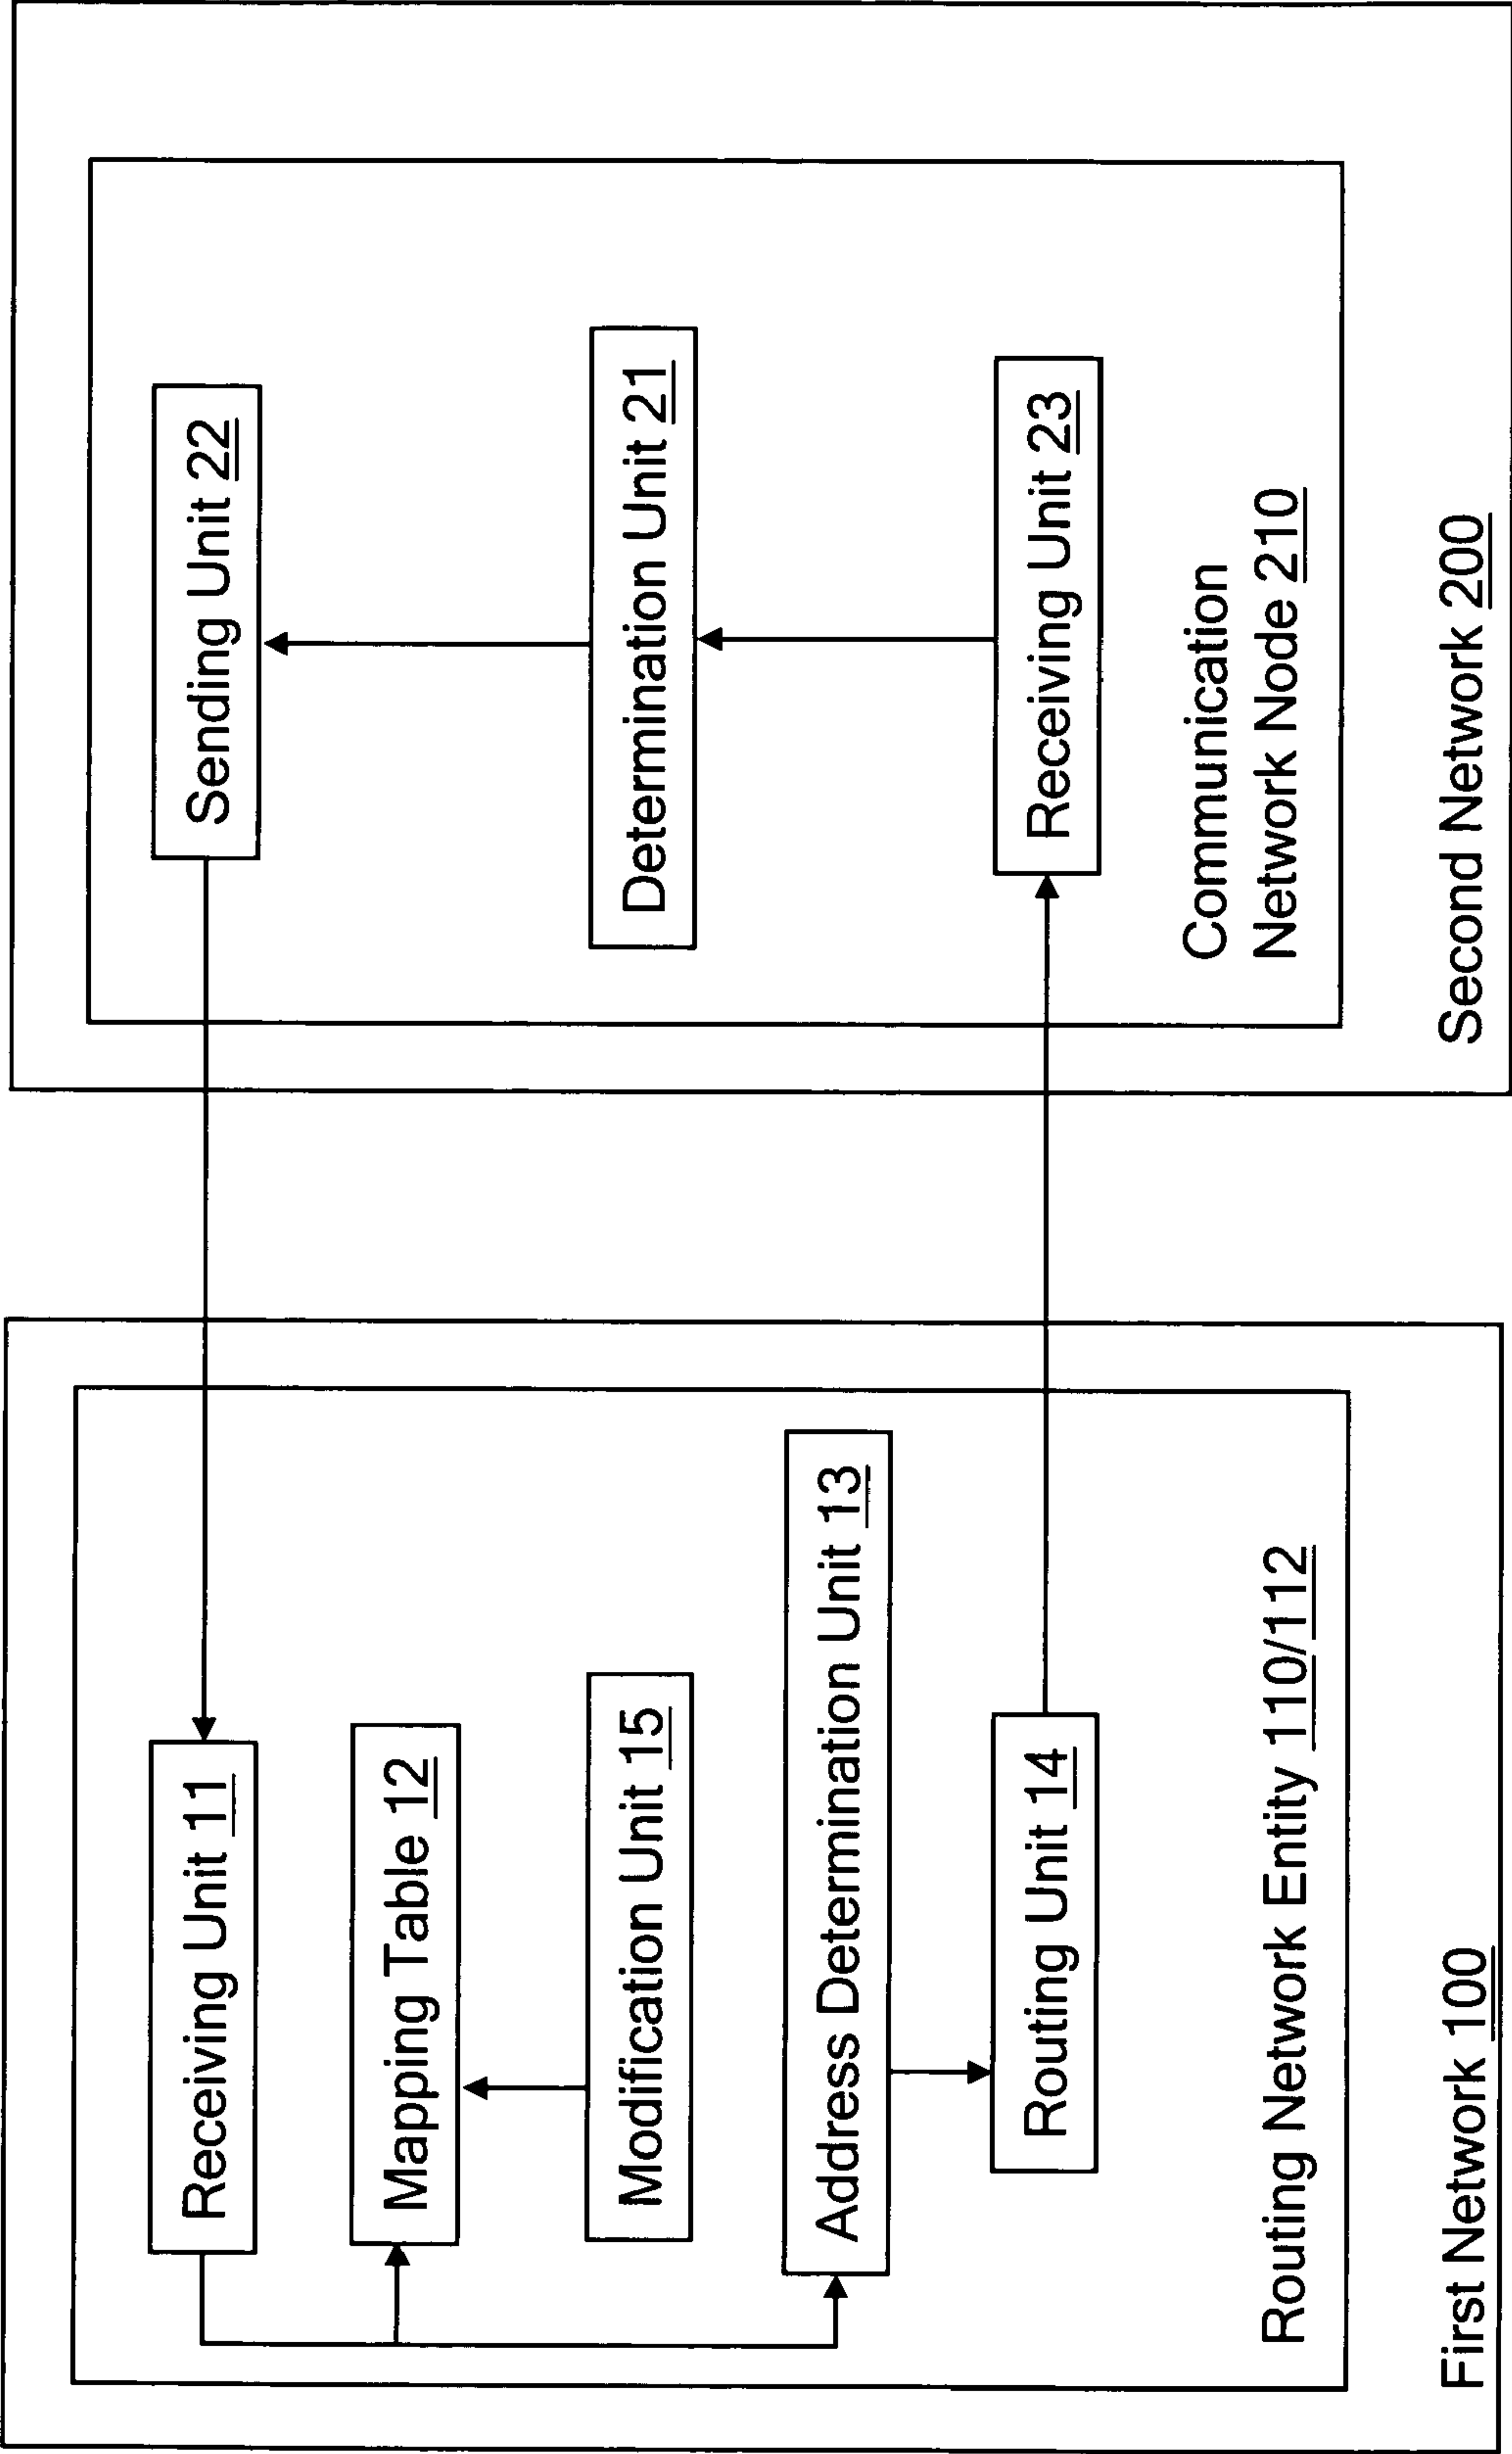 Receiving Unit 11
Mapping Table 12
Modification Unit 15
Address Determination Unit 13
Routing Unit 14
Routing Network Entity 110/112
First Network 100
Sending Unit 22
Determination Unit 21
Receiving Unit 23
Communication
Network Node 210
Second Network 200